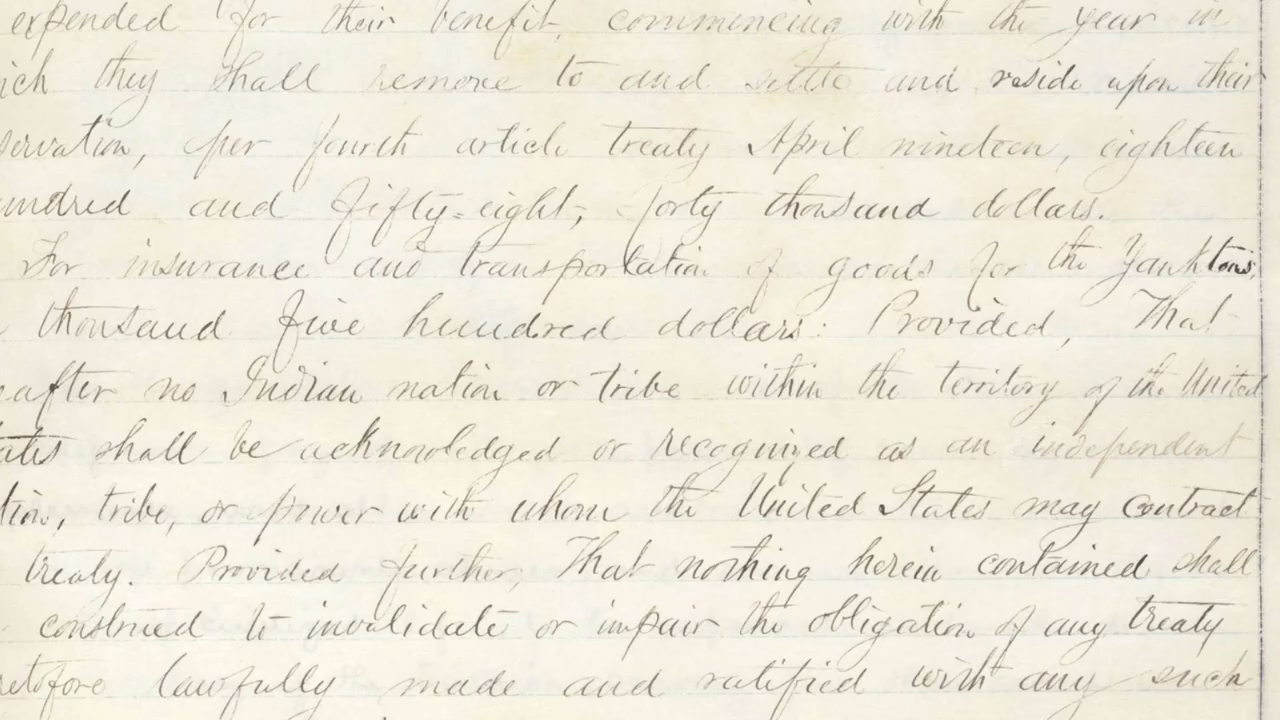 expended for their benefit, commencing with the year in
ich they shall remove to and settle and reside upon their
servation, per fourth article treaty April nineteen, eighteen
undred and fifty-eight, forty thousand dollars.
For insurance and transportation of goods for the Yanktons,
thousand five hundred dollars: Provided, That
eafter no Indian nation or tribe within the territory of the United
ates shall be acknowledged or recognized as an independent
tion, tribe, or power with whom the United States may contract
treaty. Provided further, That nothing herein contained shall
construed to invalidate or impair the obligation of any treaty
retofore lawfully made and ratified with any such